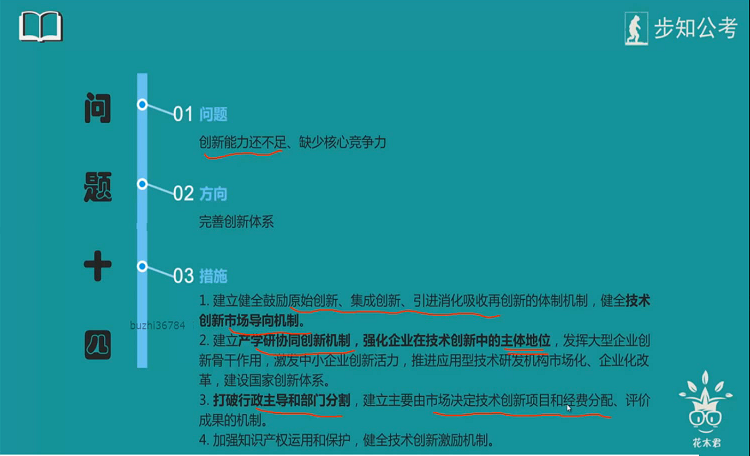 步知公考
问题十四
01 问题
创新能力还不足、缺少核心竞争力
02 方向
完善创新体系
03 措施
1. 建立健全鼓励原始创新、集成创新、引进消化吸收再创新的体制机制，健全技术
创新市场导向机制。
buzhi36784
2. 建立产学研协同创新机制，强化企业在技术创新中的主体地位，发挥大型企业创
新骨干作用，激发中小企业创新活力，推进应用型技术研发机构市场化、企业化改
革，建设国家创新体系。
3. 打破行政主导和部门分割，建立主要由市场决定技术创新项目和经费分配、评价
成果的机制。
4. 加强知识产权运用和保护，健全技术创新激励机制。
花木君